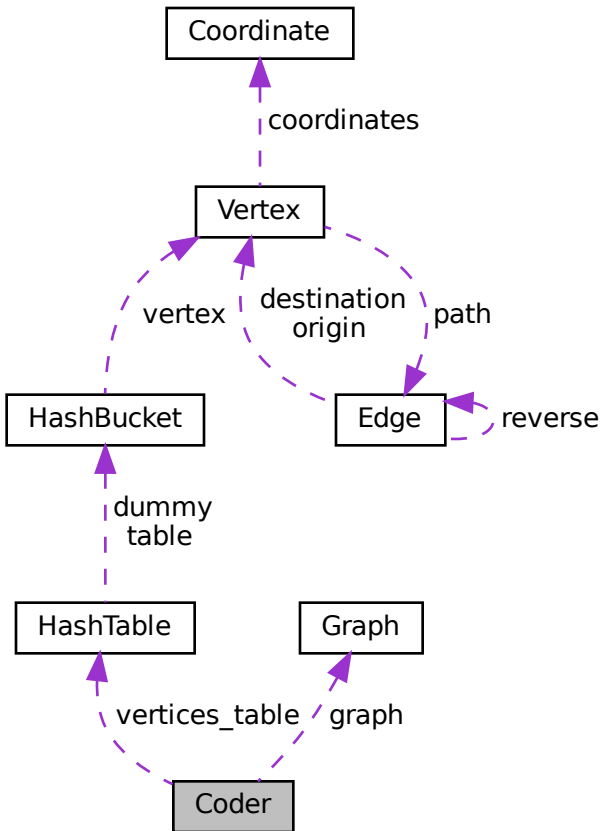 Coordinate
coordinates
Vertex
destination
origin
vertex
path
HashBucket
Edge
reverse
dummy
table
HashTable
Graph
vertices_table
graph
Coder